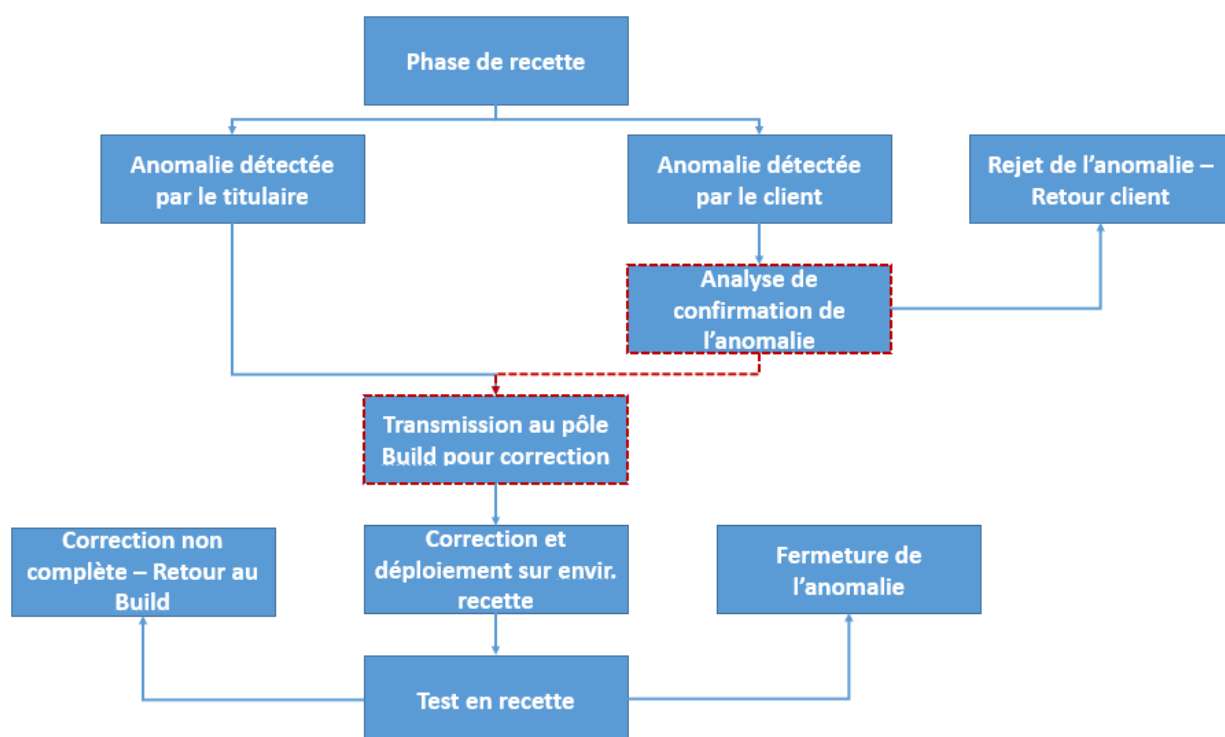 Phase de recette
Anomalie détectée
par le titulaire
Anomalie détectée
par le client
Rejet de l’anomalie –
Retour client
Analyse de
confirmation de
l’anomalie
Transmission au pôle
Build pour correction
Correction non
complète – Retour au
Build
Correction et
déploiement sur envir.
recette
Fermeture de
l’anomalie
Test en recette